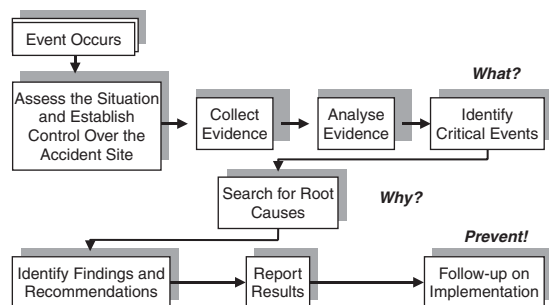 Event Occurs
What?
Assess the Situation
and Establish
Control Over the
Accident Site
Collect
Evidence
Analyse
Evidence
Identify
Critical Events
Search for Root
Causes
Why?
Prevent!
Identify Findings and
Recommendations
Report
Results
Follow-up on
Implementation